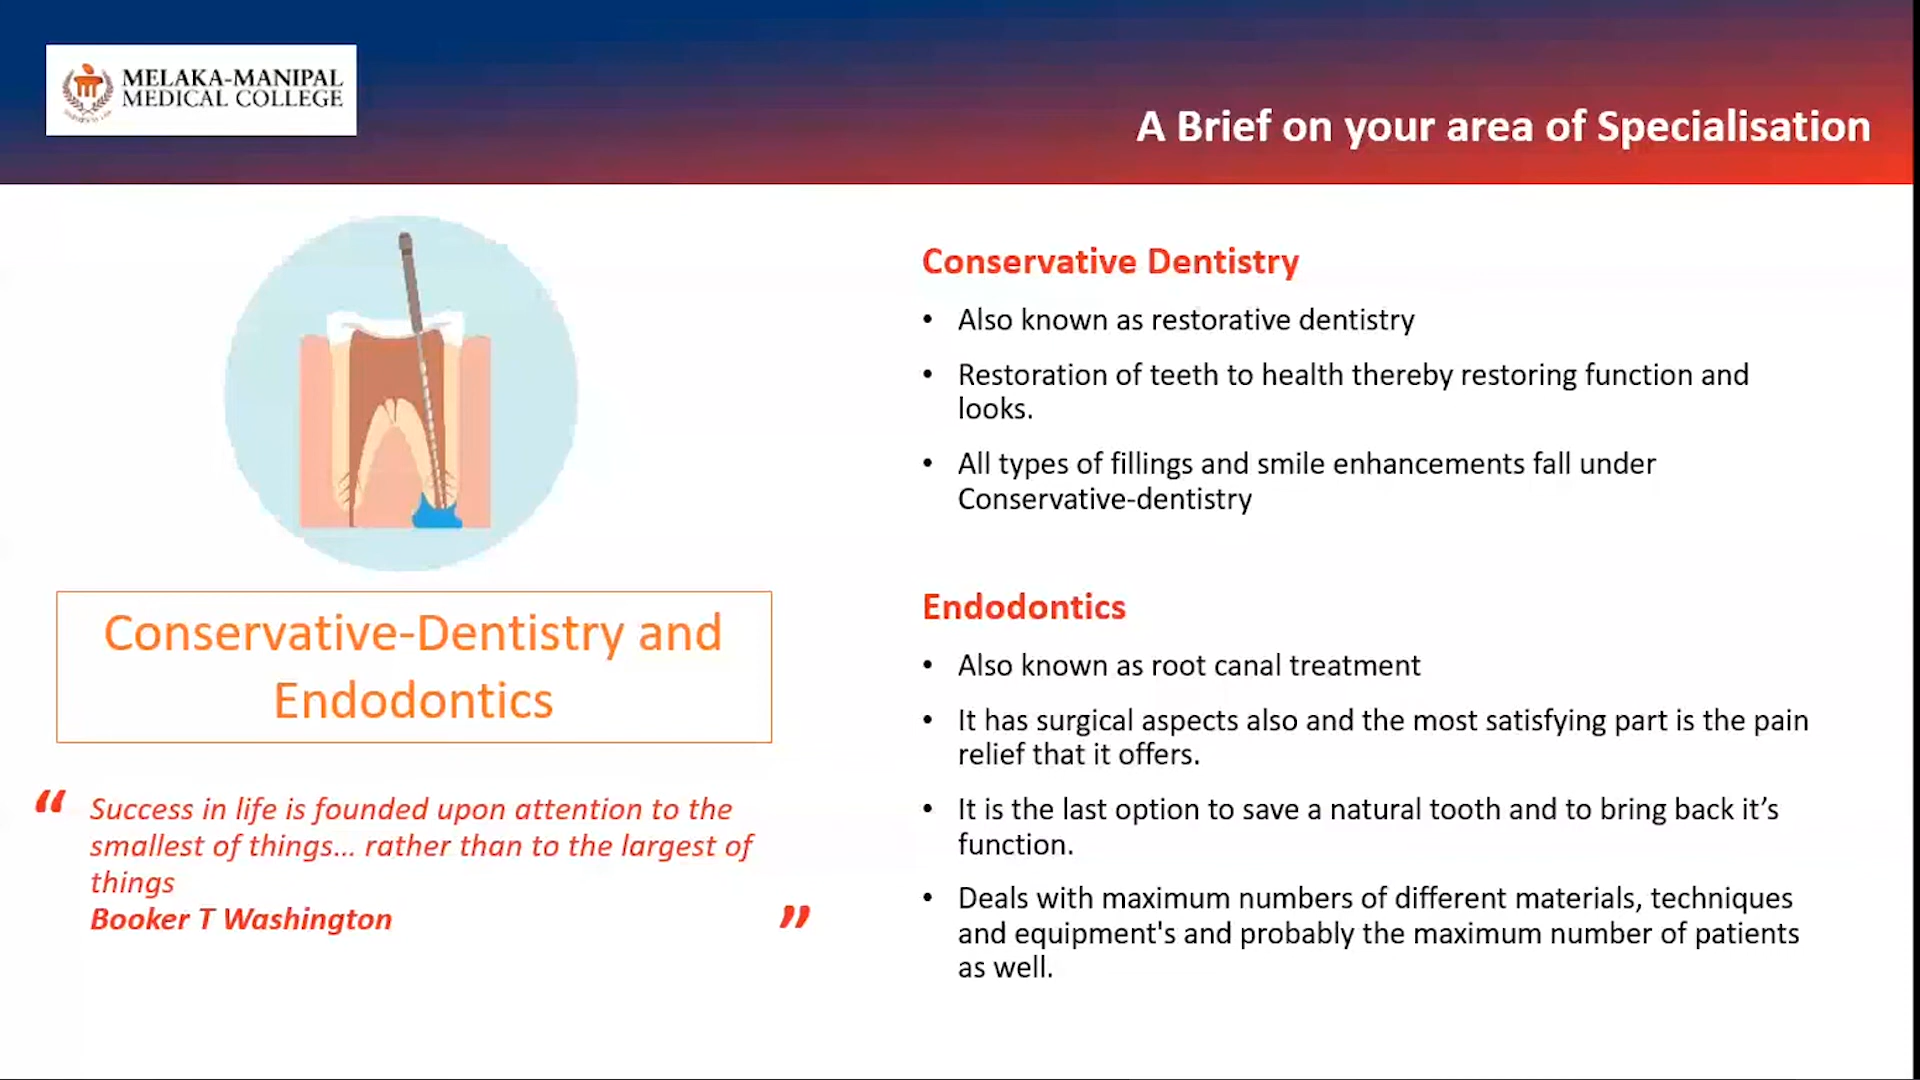 MELAKA-MANIPAL
MEDICAL COLLEGE
A Brief on your area of Specialisation
Conservative-Dentistry and
Endodontics
“ Success in life is founded upon attention to the
smallest of things... rather than to the largest of
things
Booker T Washington ”
Conservative Dentistry
• Also known as restorative dentistry
• Restoration of teeth to health thereby restoring function and
looks.
• All types of fillings and smile enhancements fall under
Conservative-dentistry
Endodontics
• Also known as root canal treatment
• It has surgical aspects also and the most satisfying part is the pain
relief that it offers.
• It is the last option to save a natural tooth and to bring back it’s
function.
• Deals with maximum numbers of different materials, techniques
and equipment's and probably the maximum number of patients
as well.